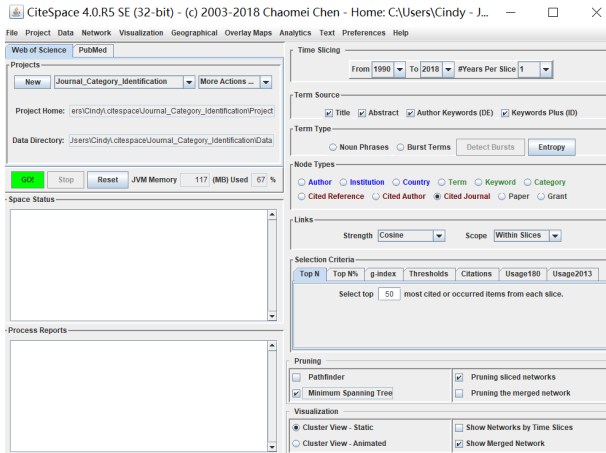 CiteSpace 4.0.R5 SE (32-bit) - (c) 2003-2018 Chaomei Chen - Home: C:\Users\Cindy - J...
File Project Data Network Visualization Geographical Overlay Maps Analytics Text Preferences Help
Web of Science PubMed
Projects
New Journal_Category_Identification More Actions ...
Project Home: ers\Cindy\.citespace\Journal_Category_Identification\Project
Data Directory: Jsers\Cindy\.citespace\Journal_Category_Identification\Data
GO! Stop Reset JVM Memory 117 (MB) Used 67 %
Space Status
Process Reports
Time Slicing
From 1990 To 2018 #Years Per Slice 1
Term Source
Title Abstract Author Keywords (DE) Keywords Plus (ID)
Term Type
Noun Phrases Burst Terms Detect Bursts Entropy
Node Types
Author Institution Country Term Keyword Category
Cited Reference Cited Author Cited Journal Paper Grant
Links
Strength Cosine Scope Within Slices
Selection Criteria
Top N Top N% g-index Thresholds Citations Usage180 Usage2013
Select top 50 most cited or occurred items from each slice.
Pruning
Pathfinder Pruning sliced networks
Minimum Spanning Tree Pruning the merged network
Visualization
Cluster View - Static Show Networks by Time Slices
Cluster View - Animated Show Merged Network